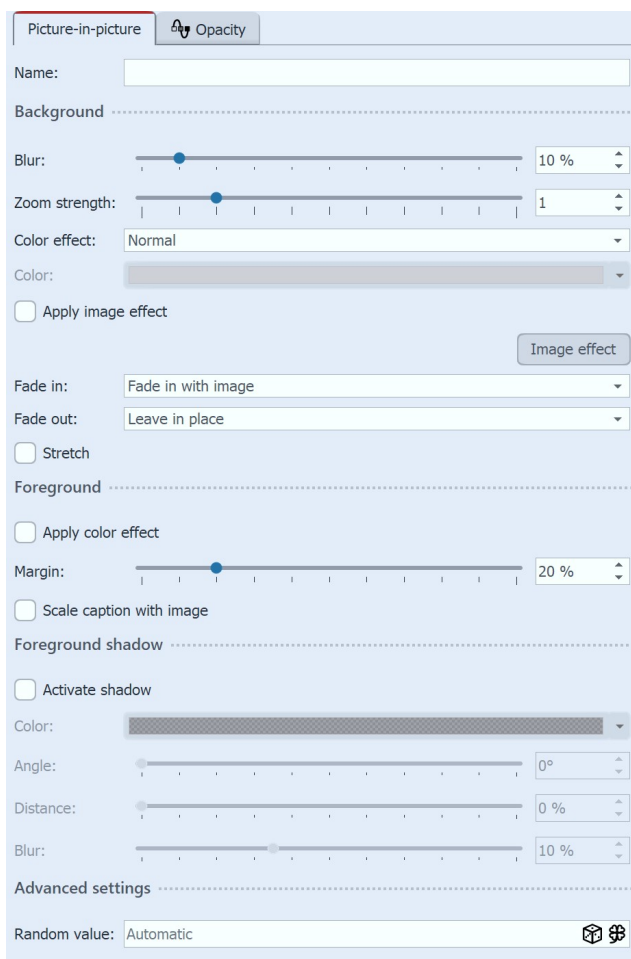 Picture-in-picture Opacity
Name:
Background
Blur: 10 %
Zoom strength: 1
Color effect: Normal
Color:
Apply image effect
Image effect
Fade in: Fade in with image
Fade out: Leave in place
Stretch
Foreground
Apply color effect
Margin: 20 %
Scale caption with image
Foreground shadow
Activate shadow
Color:
Angle: 0°
Distance: 0 %
Blur: 10 %
Advanced settings
Random value: Automatic